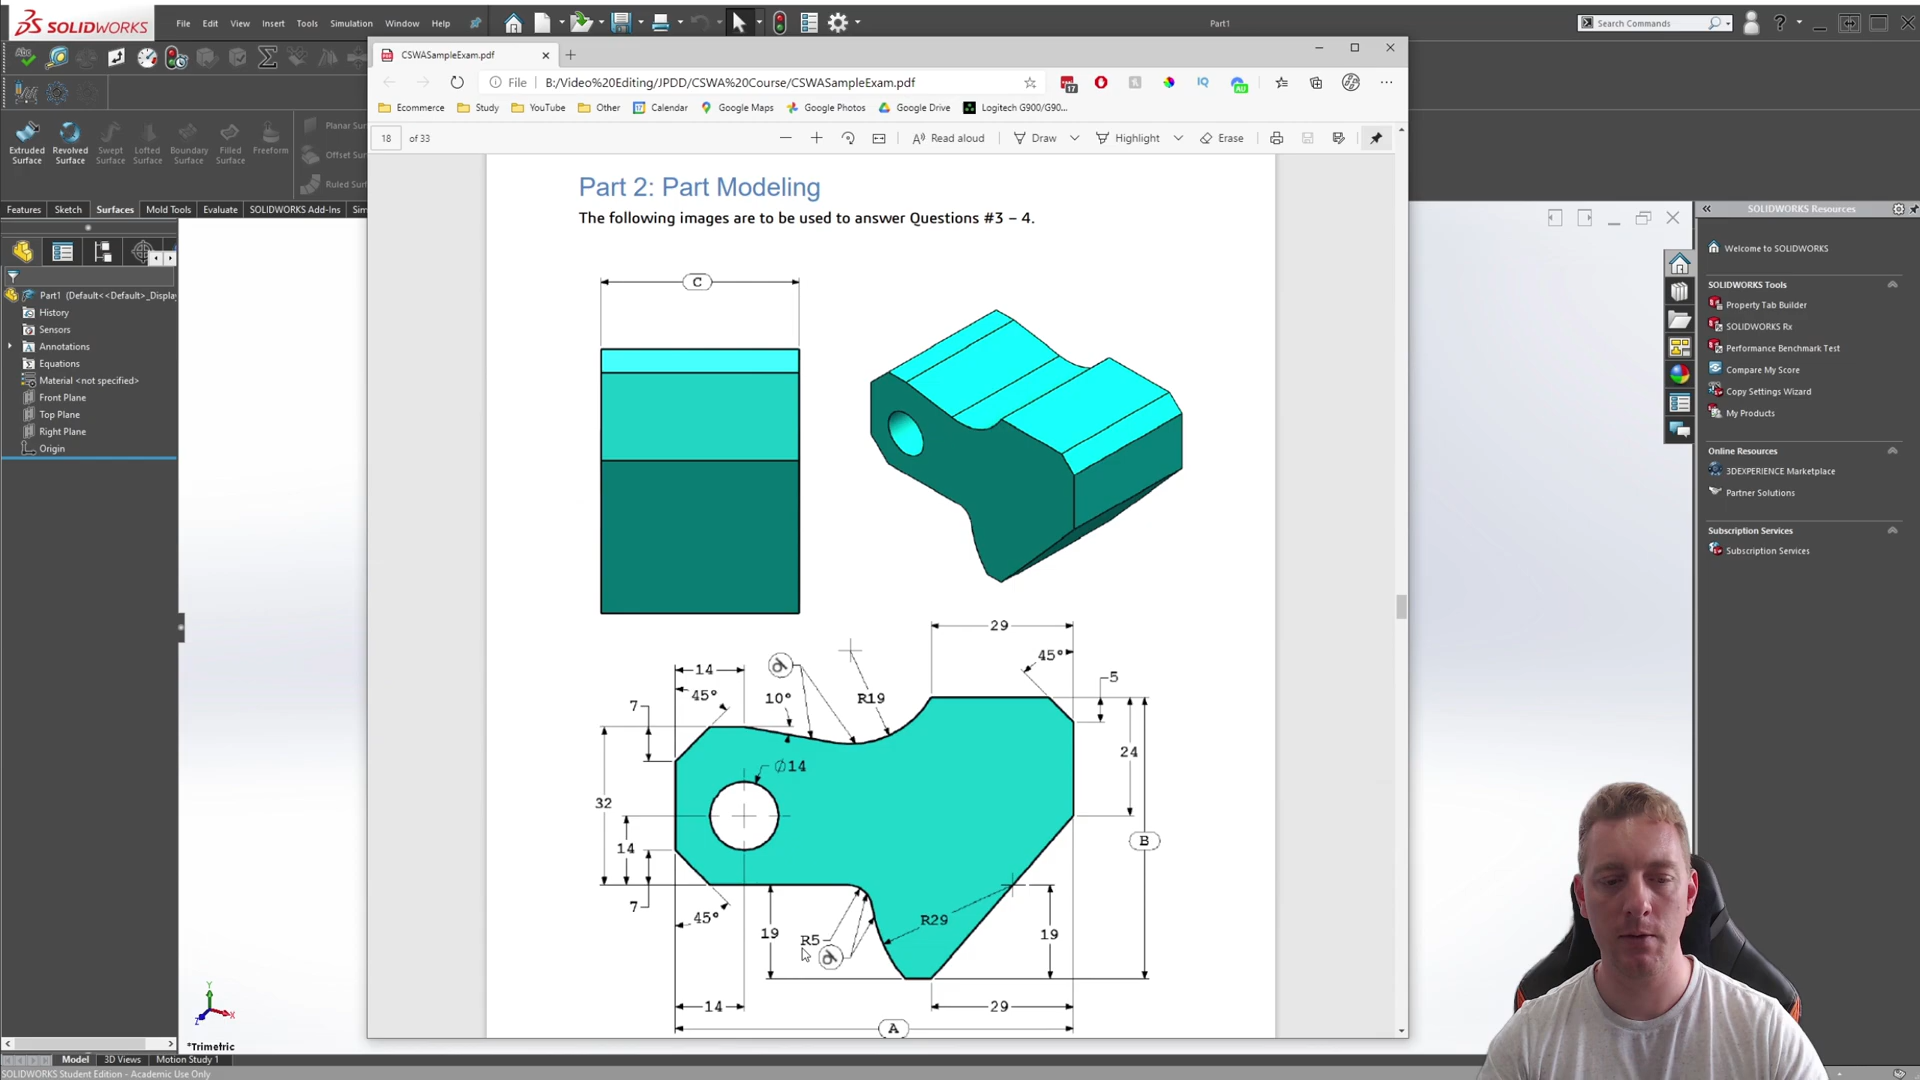 SOLIDWORKS
File Edit View Insert Tools Simulation Window Help
Part1
Search Commands
CSWASampleExam.pdf
File B:/Video%20Editing/JPDD/CSWA%20Course/CSWASampleExam.pdf
Ecommerce Study YouTube Other Calendar Google Maps Google Photos Google Drive Logitech G900/G90...
18 of 33 Read aloud Draw Highlight Erase
Extruded Surface
Revolved Surface
Swept Surface
Lofted Surface
Boundary Surface
Filled Surface
Freeform
Planar Sur
Offset Surf
Ruled Surf
Features Sketch Surfaces Mold Tools Evaluate SOLIDWORKS Add-Ins Sim
Part1 (Default<<Default>_Display
History
Sensors
Annotations
Equations
Material <not specified>
Front Plane
Top Plane
Right Plane
Origin
Part 2: Part Modeling
The following images are to be used to answer Questions #3 – 4.
C
29
14
45°
5
45°
7
10°
R19
24
Ø14
32
14
B
7
45°
19
R5
R29
19
14
29
A
SOLIDWORKS Resources
Welcome to SOLIDWORKS
SOLIDWORKS Tools
Property Tab Builder
SOLIDWORKS Rx
Performance Benchmark Test
Compare My Score
Copy Settings Wizard
My Products
Online Resources
3DEXPERIENCE Marketplace
Partner Solutions
Subscription Services
Subscription Services
Y
X
Z
*Trimetric
Model 3D Views Motion Study 1
SOLIDWORKS Student Edition - Academic Use Only